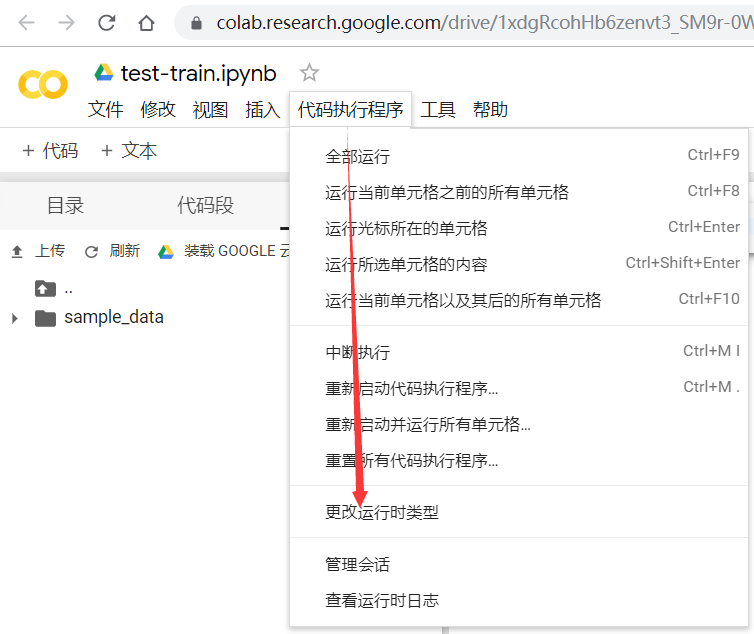 colab.research.google.com/drive/1xdgRcohHb6zenvt3_SM9r-0W
test-train.ipynb
文件 修改 视图 插入 代码执行程序 工具 帮助
+ 代码 + 文本
目录 代码段
上传 刷新 装载 GOOGLE 云
..
sample_data
全部运行 Ctrl+F9
运行当前单元格之前的所有单元格 Ctrl+F8
运行光标所在的单元格 Ctrl+Enter
运行所选单元格的内容 Ctrl+Shift+Enter
运行当前单元格以及其后的所有单元格 Ctrl+F10
中断执行 Ctrl+M I
重新启动代码执行程序... Ctrl+M .
重新启动并运行所有单元格...
重置所有代码执行程序...
更改运行时类型
管理会话
查看运行时日志